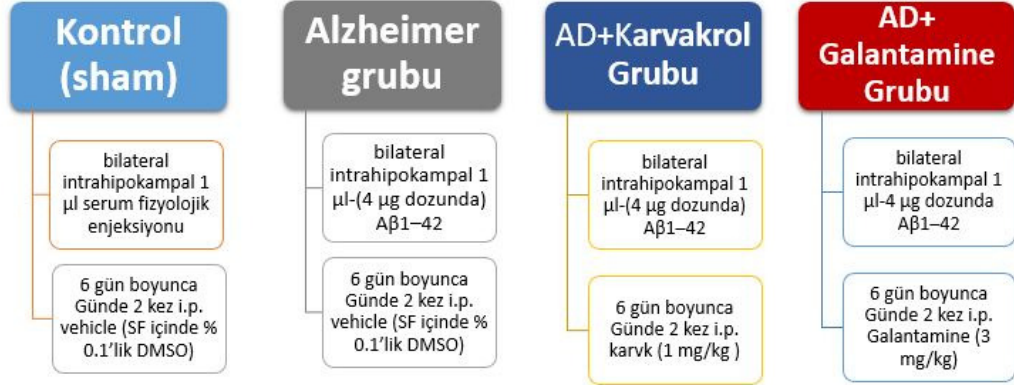 Kontrol
(sham)
bilateral
intrahipokampal 1
µl serum fizyolojik
enjeksiyonu
6 gün boyunca
Günde 2 kez i.p.
vehicle (SF içinde %
0.1’lik DMSO)
Alzheimer
grubu
bilateral
intrahipokampal 1
µl-(4 µg dozunda)
Aβ1–42
6 gün boyunca
Günde 2 kez i.p.
vehicle (SF içinde %
0.1’lik DMSO)
AD+Karvakrol
Grubu
bilateral
intrahipokampal 1
µl-(4 µg dozunda)
Aβ1–42
6 gün boyunca
Günde 2 kez i.p.
karvk (1 mg/kg )
AD+
Galantamine
Grubu
bilateral
intrahipokampal 1
µl-4 µg dozunda
Aβ1–42
6 gün boyunca
Günde 2 kez i.p.
Galantamine (3
mg/kg)